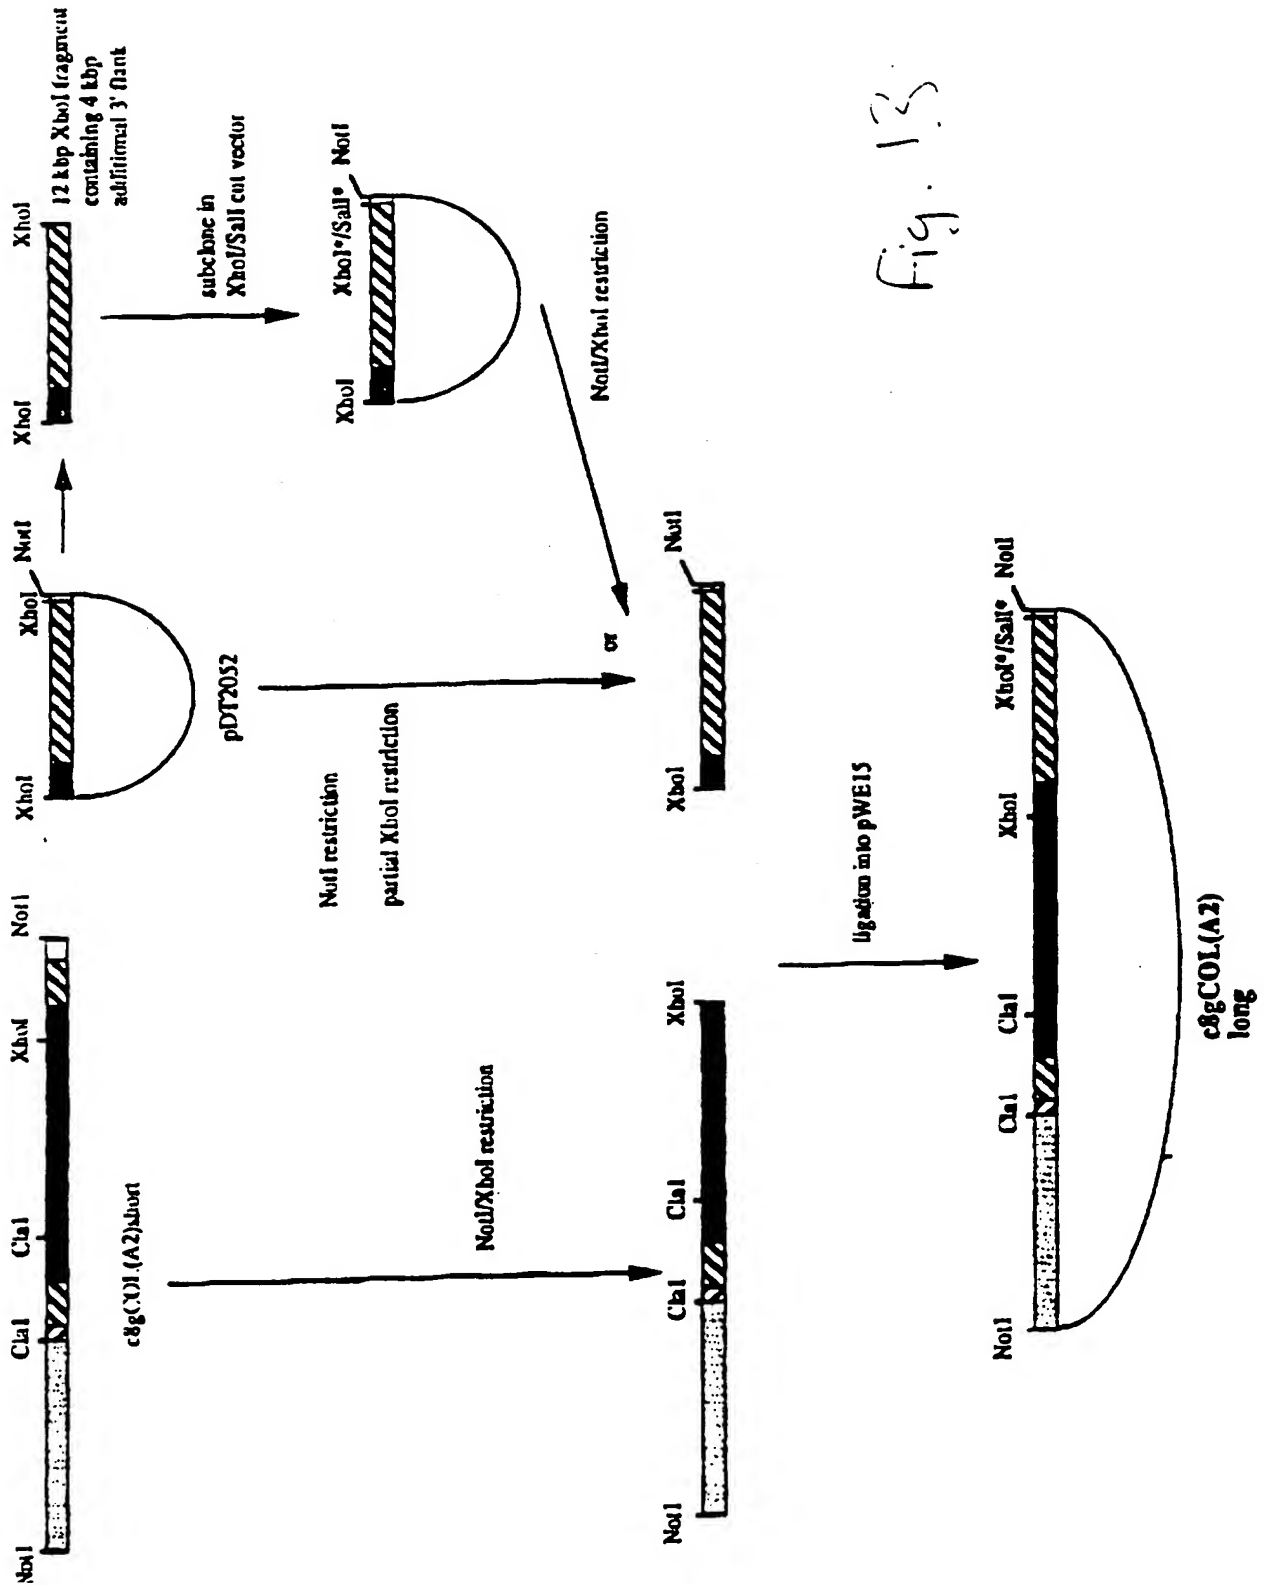 NotI
ClaI
ClaI
XhoI
NotI
c8gCOL(A2)short
XhoI
XhoI
NotI
pDT2052
XhoI
XhoI
12 kbp XhoI fragment
containing 4 kbp
additional 3' flank
subclone in
XhoI/SalI cut vector
XhoI
XhoI*/SalI*
NotI
NotI/XhoI restriction
NotI restriction
partial XhoI restriction
or
NotI/XhoI restriction
NotI
ClaI
ClaI
XhoI
XhoI
NotI
ligation into pWE15
NotI
ClaI
ClaI
XhoI
XhoI*/SalI*
NotI
c8gCOL(A2)
long
Fig. 13